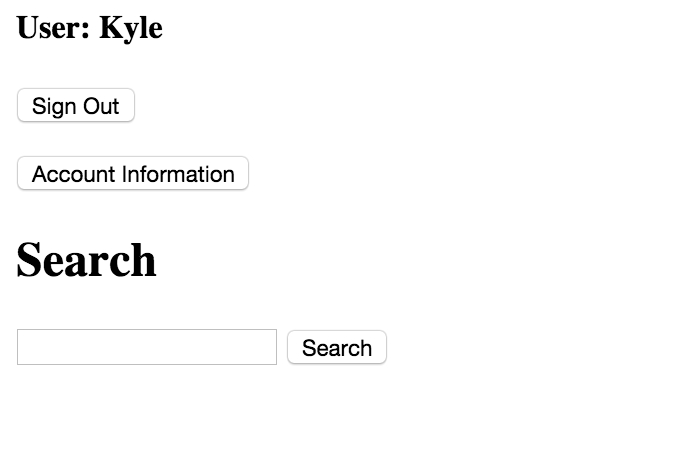 User: Kyle
Sign Out
Account Information
Search
Search